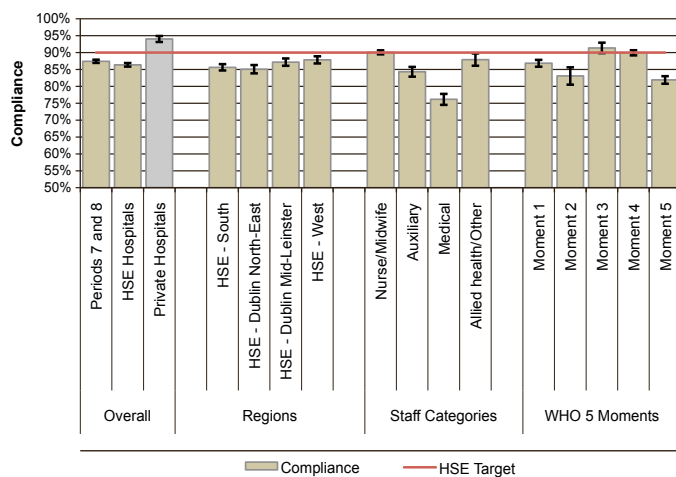 100%
95%
90%
85%
80%
75%
70%
65%
60%
55%
50%
Compliance
Periods 7 and 8
HSE Hospitals
Private Hospitals
HSE - South
HSE - Dublin North-East
HSE - Dublin Mid-Leinster
HSE - West
Nurse/Midwife
Auxiliary
Medical
Allied health/Other
Moment 1
Moment 2
Moment 3
Moment 4
Moment 5
Overall
Regions
Staff Categories
WHO 5 Moments
Compliance
HSE Target